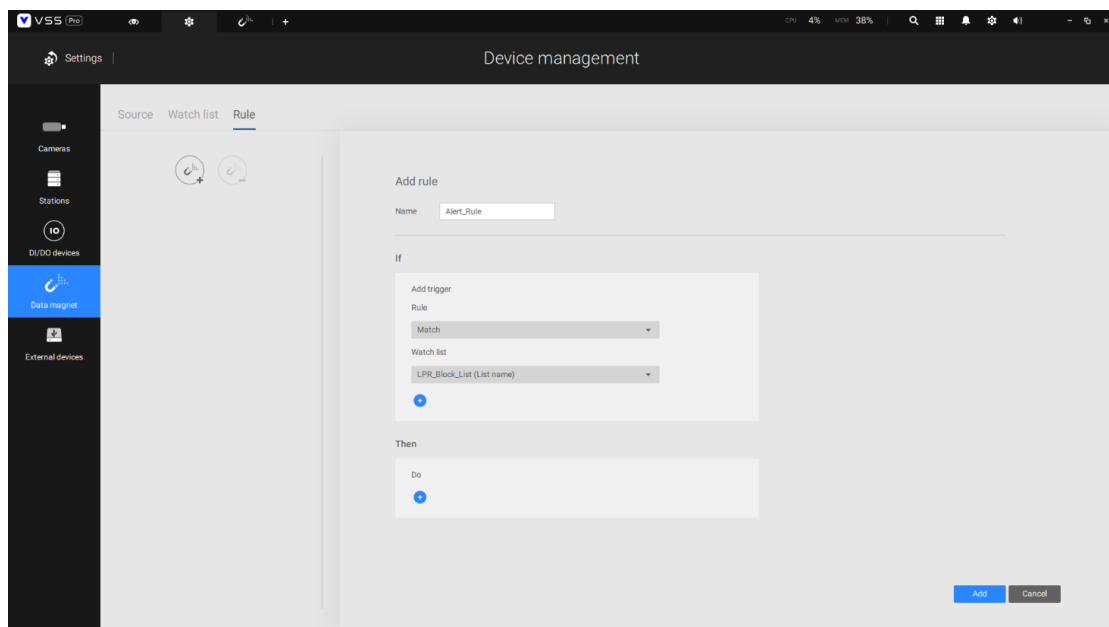 VSS Pro CPU 4% MEM 38%
Settings Device management
Source Watch list Rule
Cameras
Stations
IO
DI/DO devices
Data magnet
External devices
Add rule
Name Alert_Rule
If
Add trigger
Rule
Match
Watch list
LPR_Block_List (List name)
Then
Do
Add Cancel